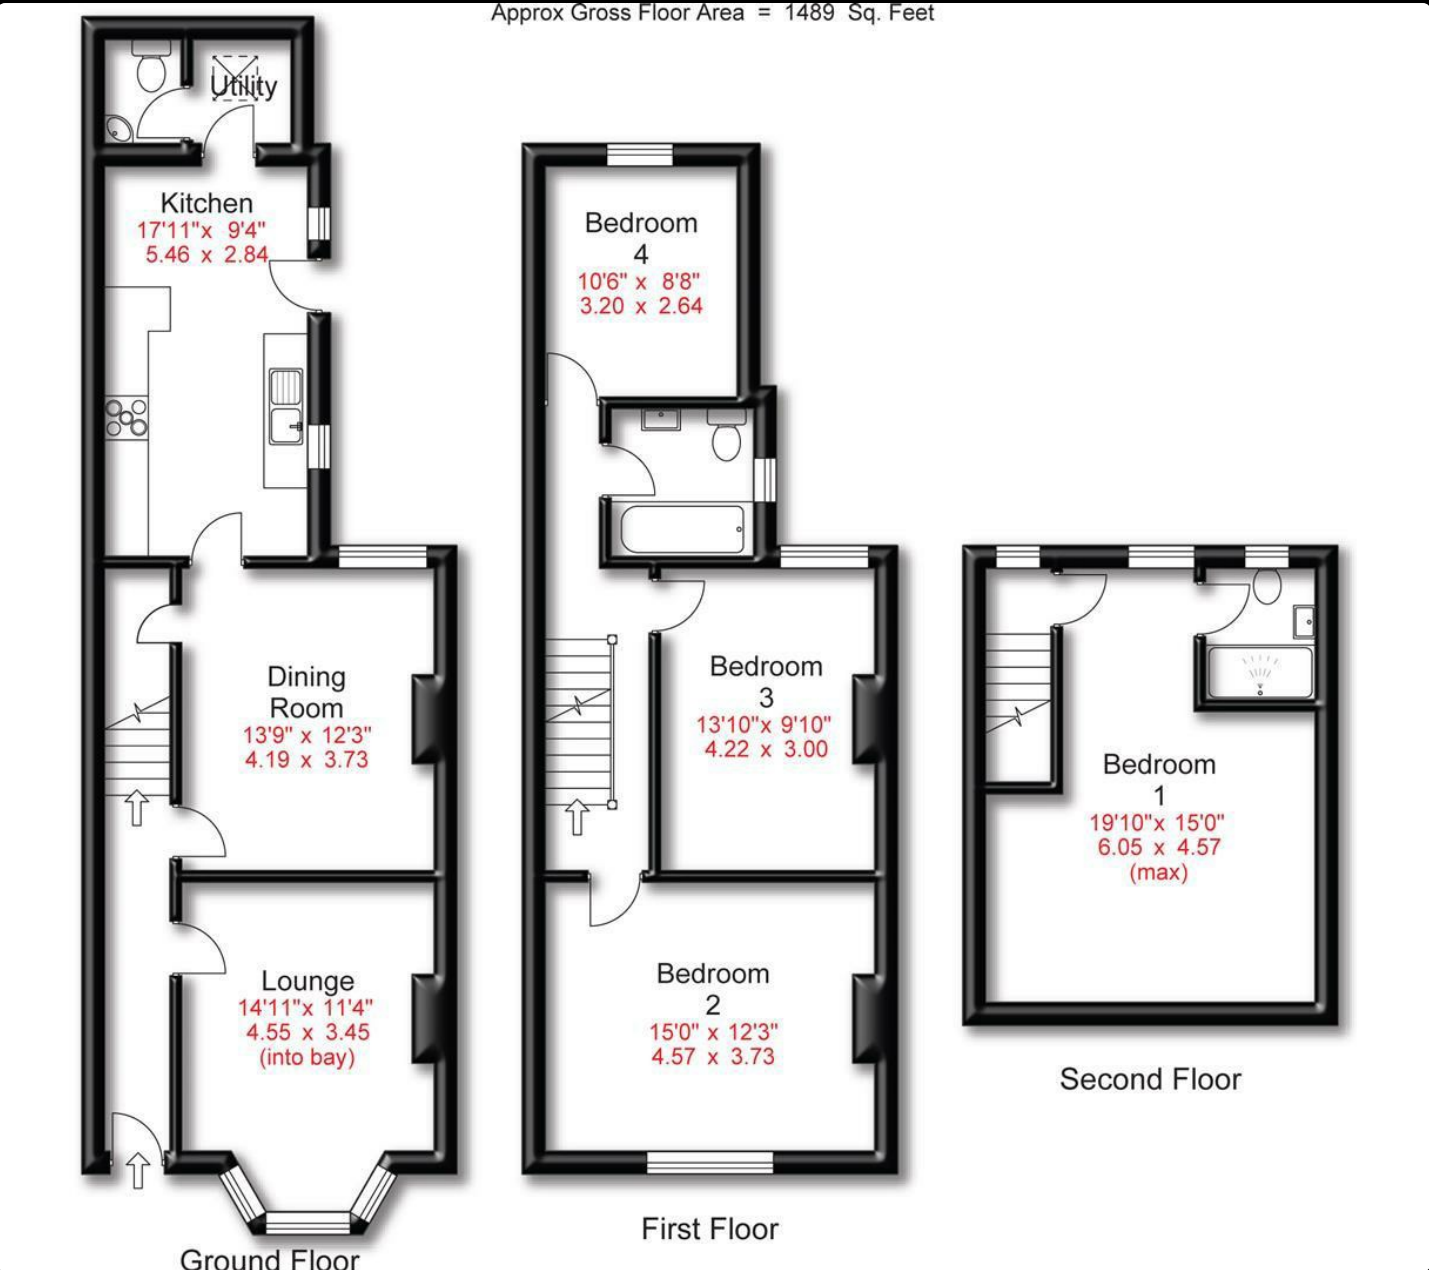 Approx Gross Floor Area = 1489 Sq. Feet
Utility
Kitchen
17'11"x 9'4"
5.46 x 2.84
Dining
Room
13'9" x 12'3"
4.19 x 3.73
Lounge
14'11"x 11'4"
4.55 x 3.45
(into bay)
Ground Floor
Bedroom
4
10'6" x 8'8"
3.20 x 2.64
Bedroom
3
13'10"x 9'10"
4.22 x 3.00
Bedroom
2
15'0" x 12'3"
4.57 x 3.73
First Floor
Bedroom
1
19'10"x 15'0"
6.05 x 4.57
(max)
Second Floor